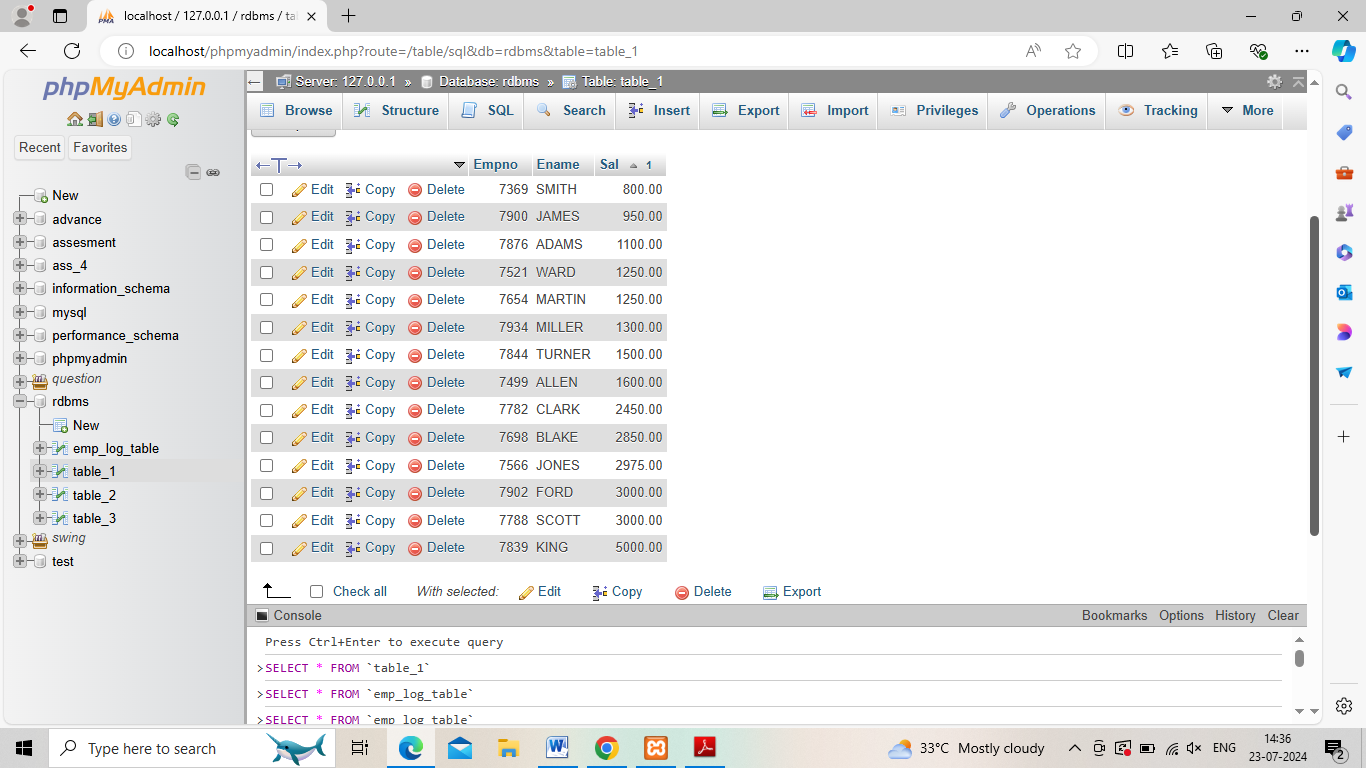 localhost / 127.0.0.1 / rdbms / ta
localhost/phpmyadmin/index.php?route=/table/sql&db=rdbms&table=table_1
phpMyAdmin
Recent Favorites
New
advance
assesment
ass_4
information_schema
mysql
performance_schema
phpmyadmin
question
rdbms
New
emp_log_table
table_1
table_2
table_3
swing
test
Server: 127.0.0.1 » Database: rdbms » Table: table_1
Browse Structure SQL Search Insert Export Import Privileges Operations Tracking More
Empno Ename Sal 1
Edit Copy Delete 7369 SMITH 800.00
Edit Copy Delete 7900 JAMES 950.00
Edit Copy Delete 7876 ADAMS 1100.00
Edit Copy Delete 7521 WARD 1250.00
Edit Copy Delete 7654 MARTIN 1250.00
Edit Copy Delete 7934 MILLER 1300.00
Edit Copy Delete 7844 TURNER 1500.00
Edit Copy Delete 7499 ALLEN 1600.00
Edit Copy Delete 7782 CLARK 2450.00
Edit Copy Delete 7698 BLAKE 2850.00
Edit Copy Delete 7566 JONES 2975.00
Edit Copy Delete 7902 FORD 3000.00
Edit Copy Delete 7788 SCOTT 3000.00
Edit Copy Delete 7839 KING 5000.00
Check all With selected: Edit Copy Delete Export
Console Bookmarks Options History Clear
Press Ctrl+Enter to execute query
>SELECT * FROM `table_1`
>SELECT * FROM `emp_log_table`
>SELECT * FROM `emp_log_table`
Type here to search
33°C Mostly cloudy
ENG
14:36
23-07-2024
2